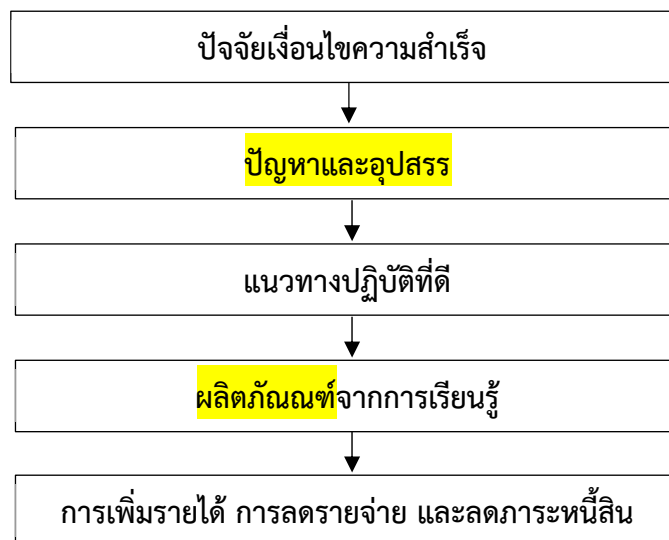 ปัจจัยเงื่อนไขความสำเร็จ
ปัญหาและอุปสรร
แนวทางปฏิบัติที่ดี
ผลิตภัณณฑ์จากการเรียนรู้
การเพิ่มรายได้ การลดรายจ่าย และลดภาระหนี้สิน